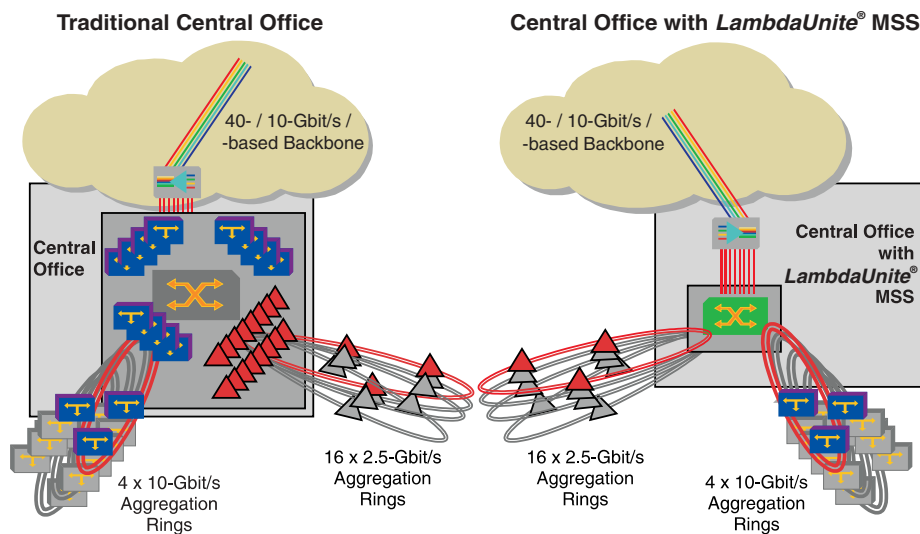 Traditional Central Office
Central Office with LambdaUnite® MSS
40- / 10-Gbit/s /
-based Backbone
40- / 10-Gbit/s /
-based Backbone
Central
Office
Central Office
with
LambdaUnite®
MSS
16 x 2.5-Gbit/s
Aggregation
Rings
16 x 2.5-Gbit/s
Aggregation
Rings
4 x 10-Gbit/s
Aggregation
Rings
4 x 10-Gbit/s
Aggregation
Rings